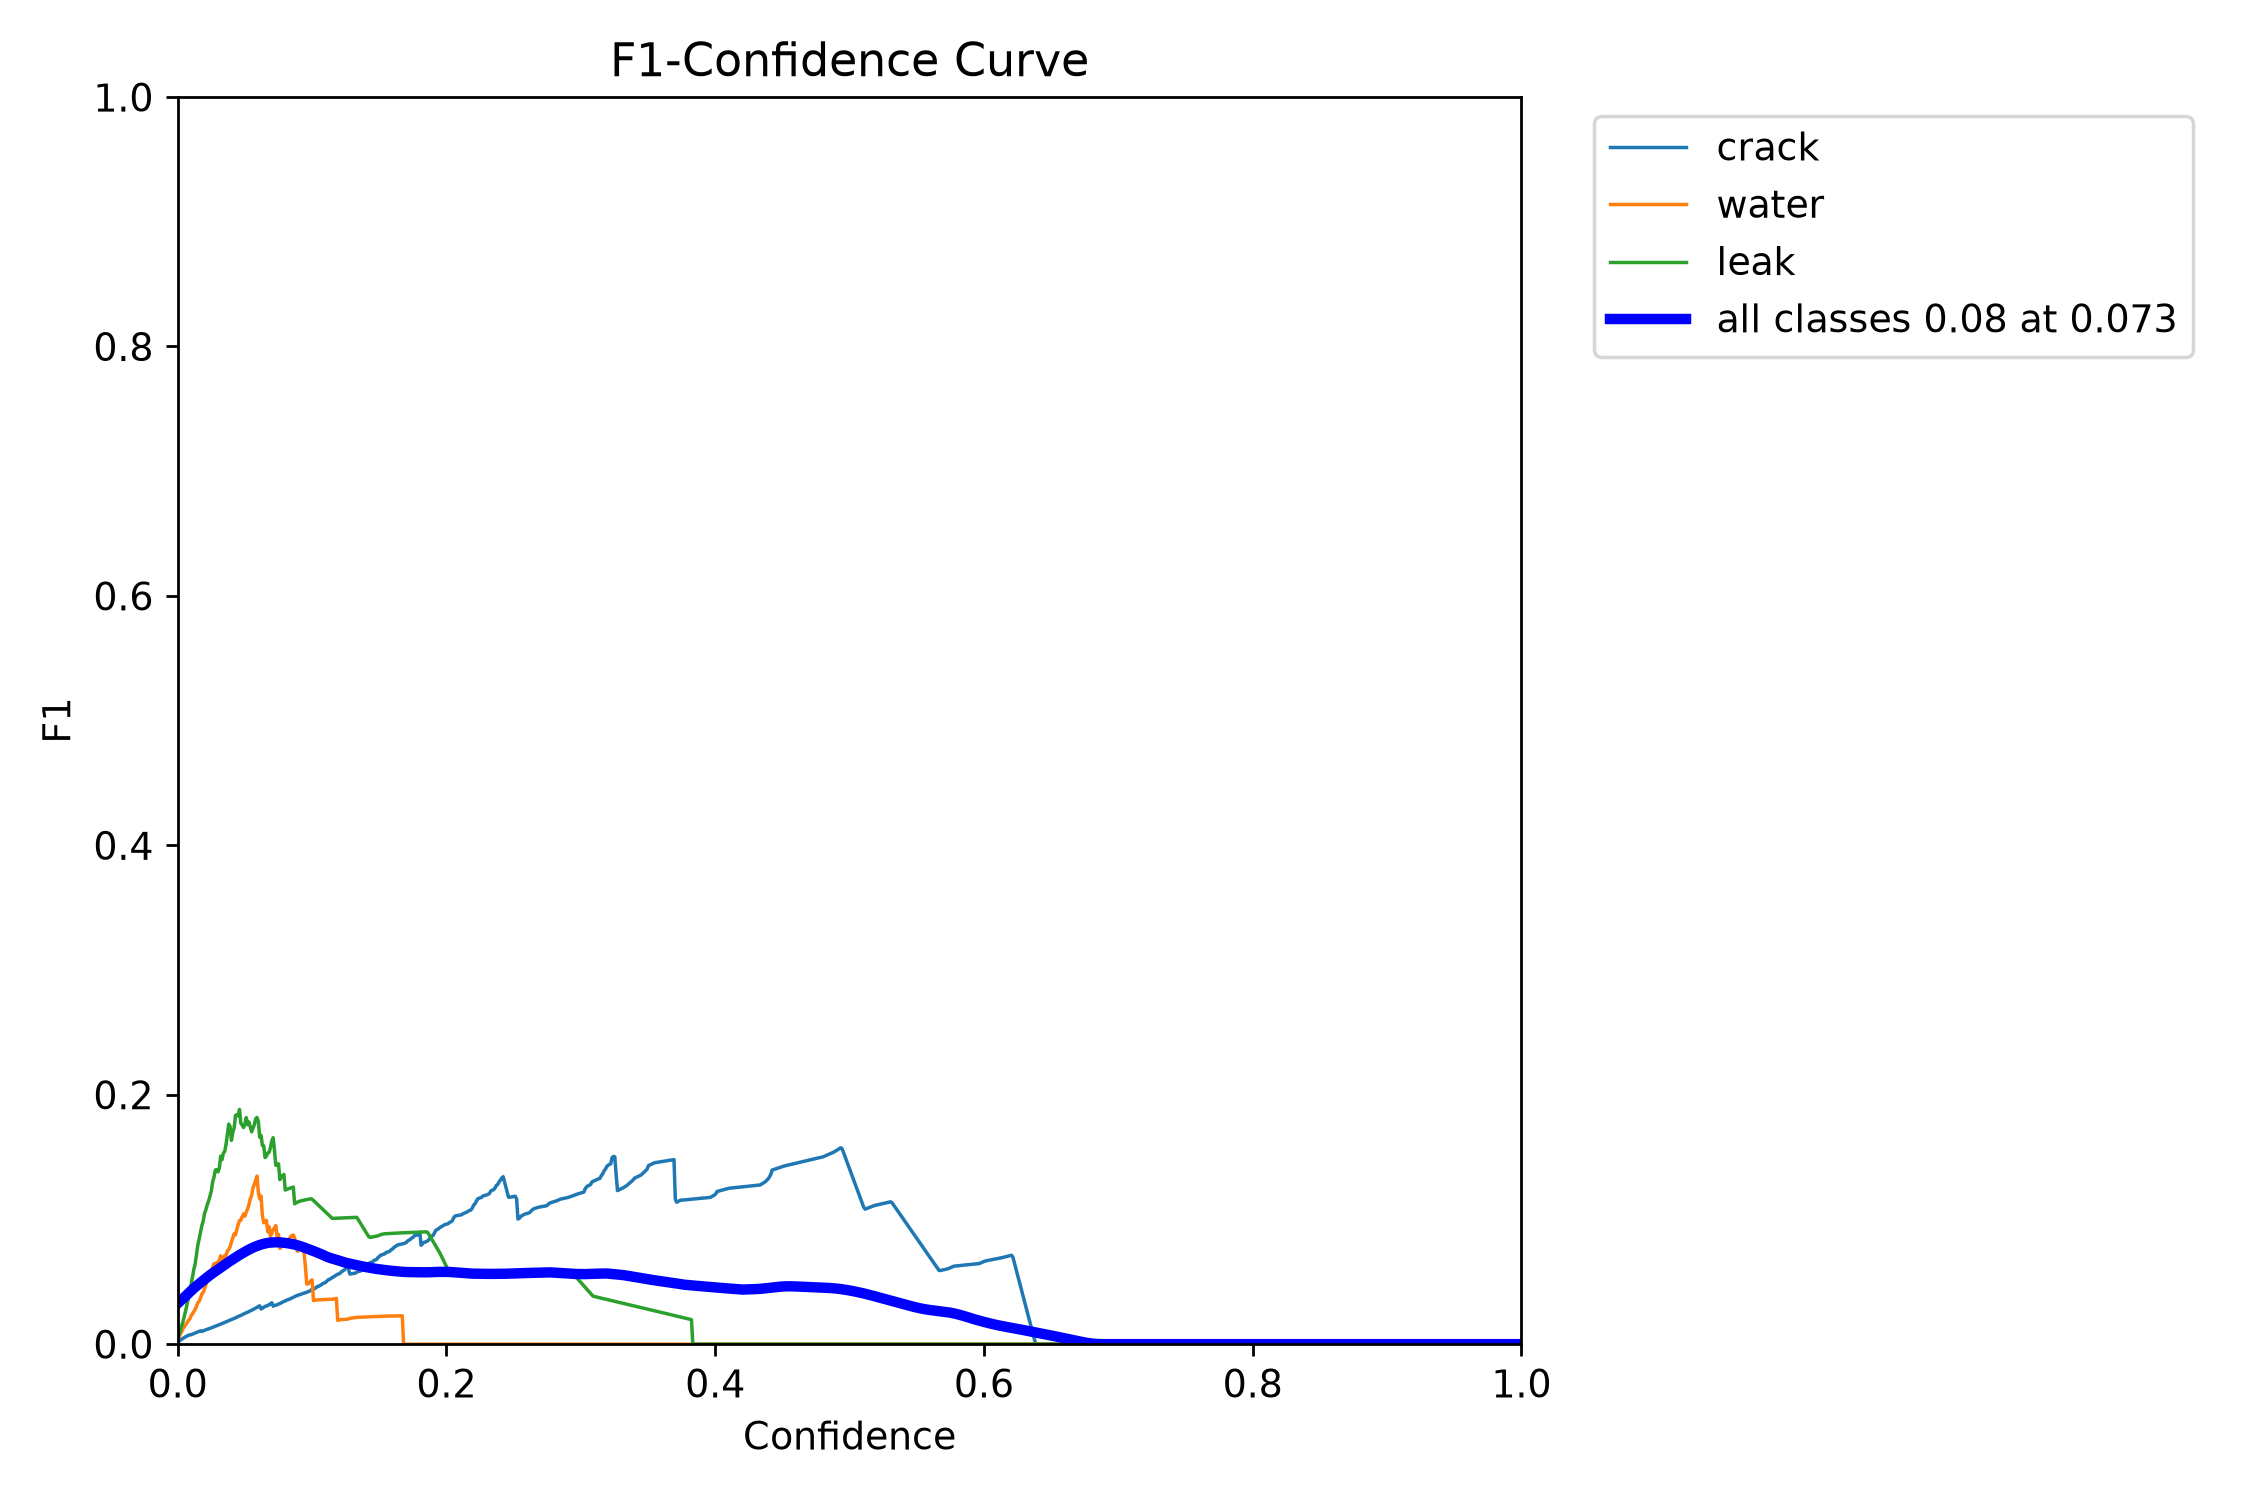 F1-Confidence Curve
1.0
0.8
0.6
0.4
0.2
0.0
F1
0.0 0.2 0.4 0.6 0.8 1.0
Confidence
crack
water
leak
all classes 0.08 at 0.073